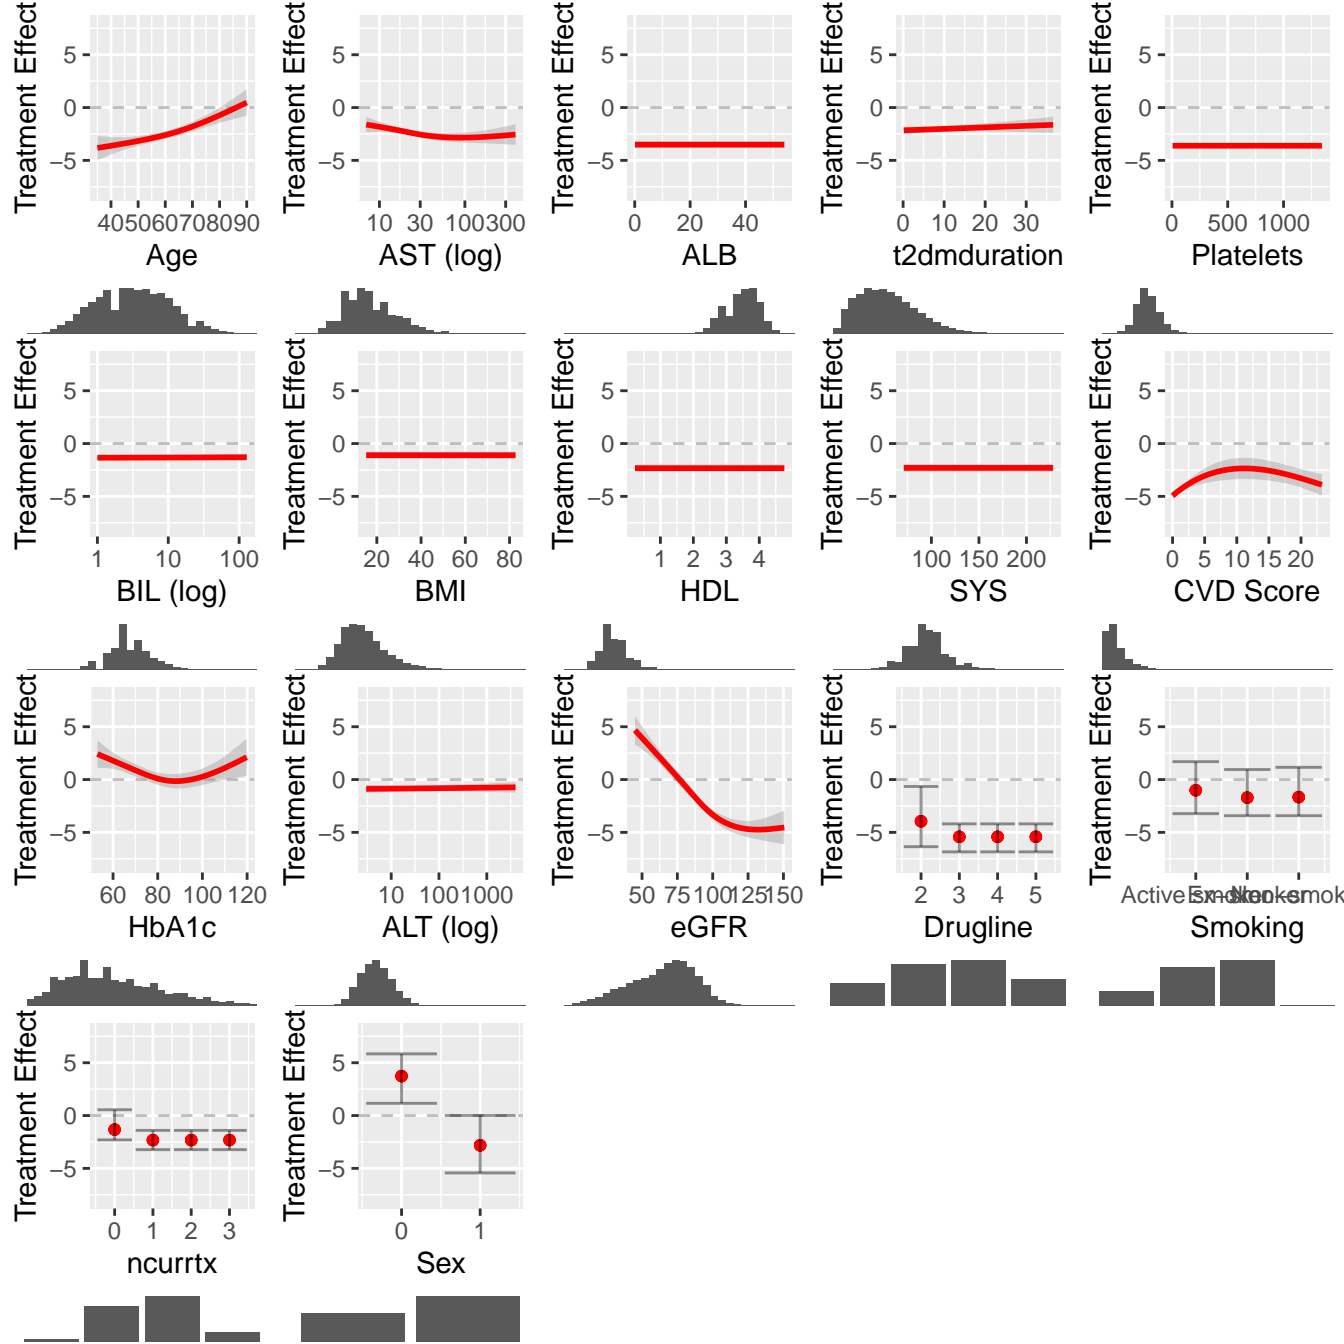 Treatment Effect
5
0
−5
40 50 60 70 80 90
Age
Treatment Effect
5
0
−5
10 30 100 300
AST (log)
Treatment Effect
5
0
−5
0 20 40
ALB
Treatment Effect
5
0
−5
0 10 20 30
t2dmduration
Treatment Effect
5
0
−5
0 500 1000
Platelets
Treatment Effect
5
0
−5
1 10 100
BIL (log)
Treatment Effect
5
0
−5
20 40 60 80
BMI
Treatment Effect
5
0
−5
1 2 3 4
HDL
Treatment Effect
5
0
−5
100 150 200
SYS
Treatment Effect
5
0
−5
0 5 10 15 20
CVD Score
Treatment Effect
5
0
−5
60 80 100 120
HbA1c
Treatment Effect
5
0
−5
10 100 1000
ALT (log)
Treatment Effect
5
0
−5
50 75 100 125 150
eGFR
Treatment Effect
5
0
−5
2 3 4 5
Drugline
Treatment Effect
5
0
−5
Active
Smoking
Treatment Effect
5
0
−5
0 1 2 3
ncurrtx
Treatment Effect
5
0
−5
0 1
Sex